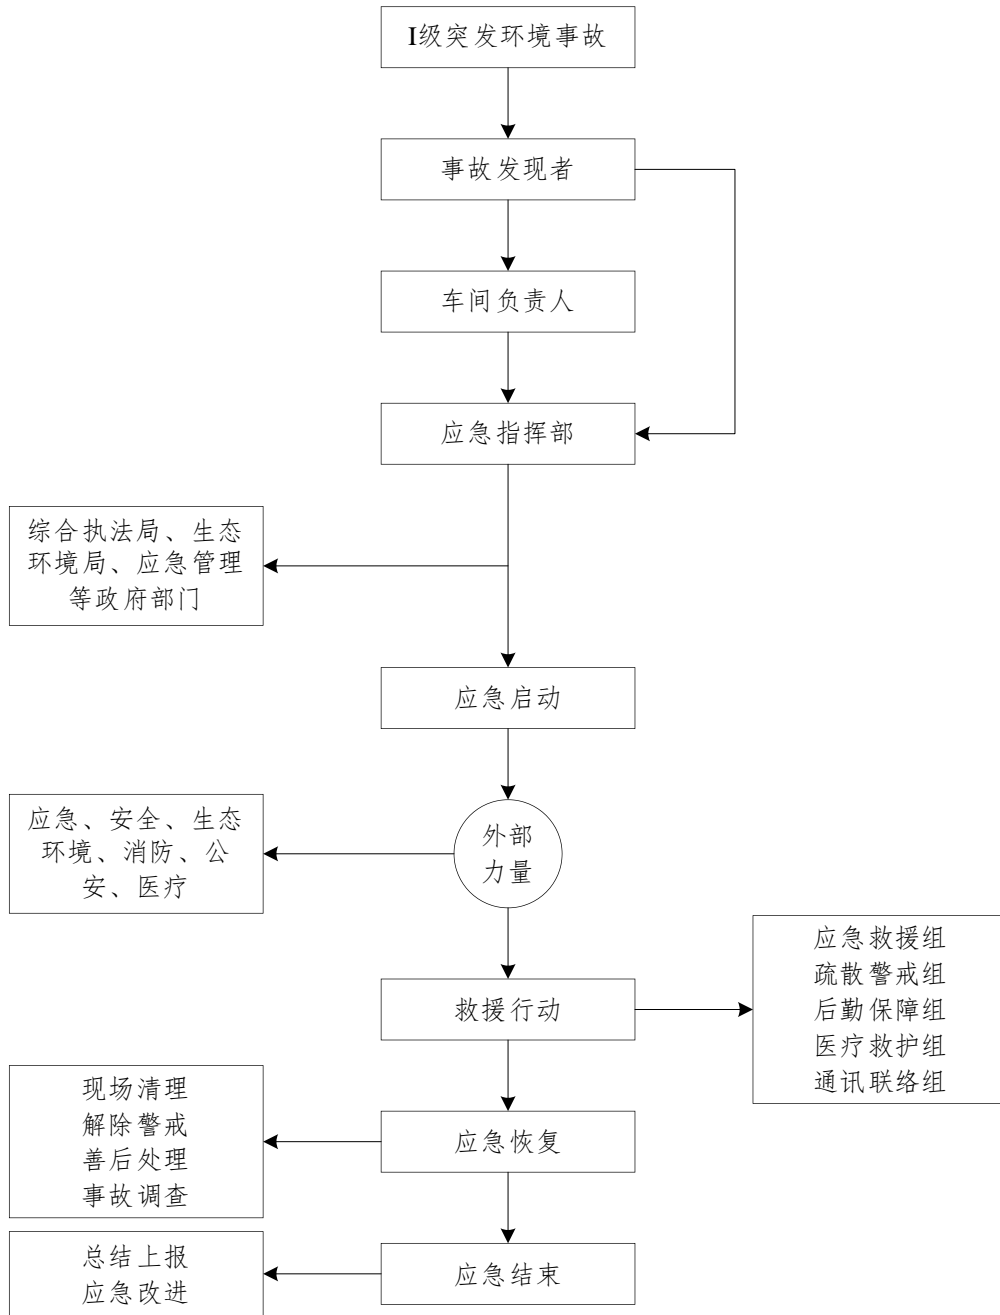 I级突发环境事故
事故发现者
车间负责人
应急指挥部
综合执法局、生态
环境局、应急管理
等政府部门
应急启动
应急、安全、生态
环境、消防、公
安、医疗
外部
力量
救援行动
应急救援组
疏散警戒组
后勤保障组
医疗救护组
通讯联络组
现场清理
解除警戒
善后处理
事故调查
应急恢复
总结上报
应急改进
应急结束